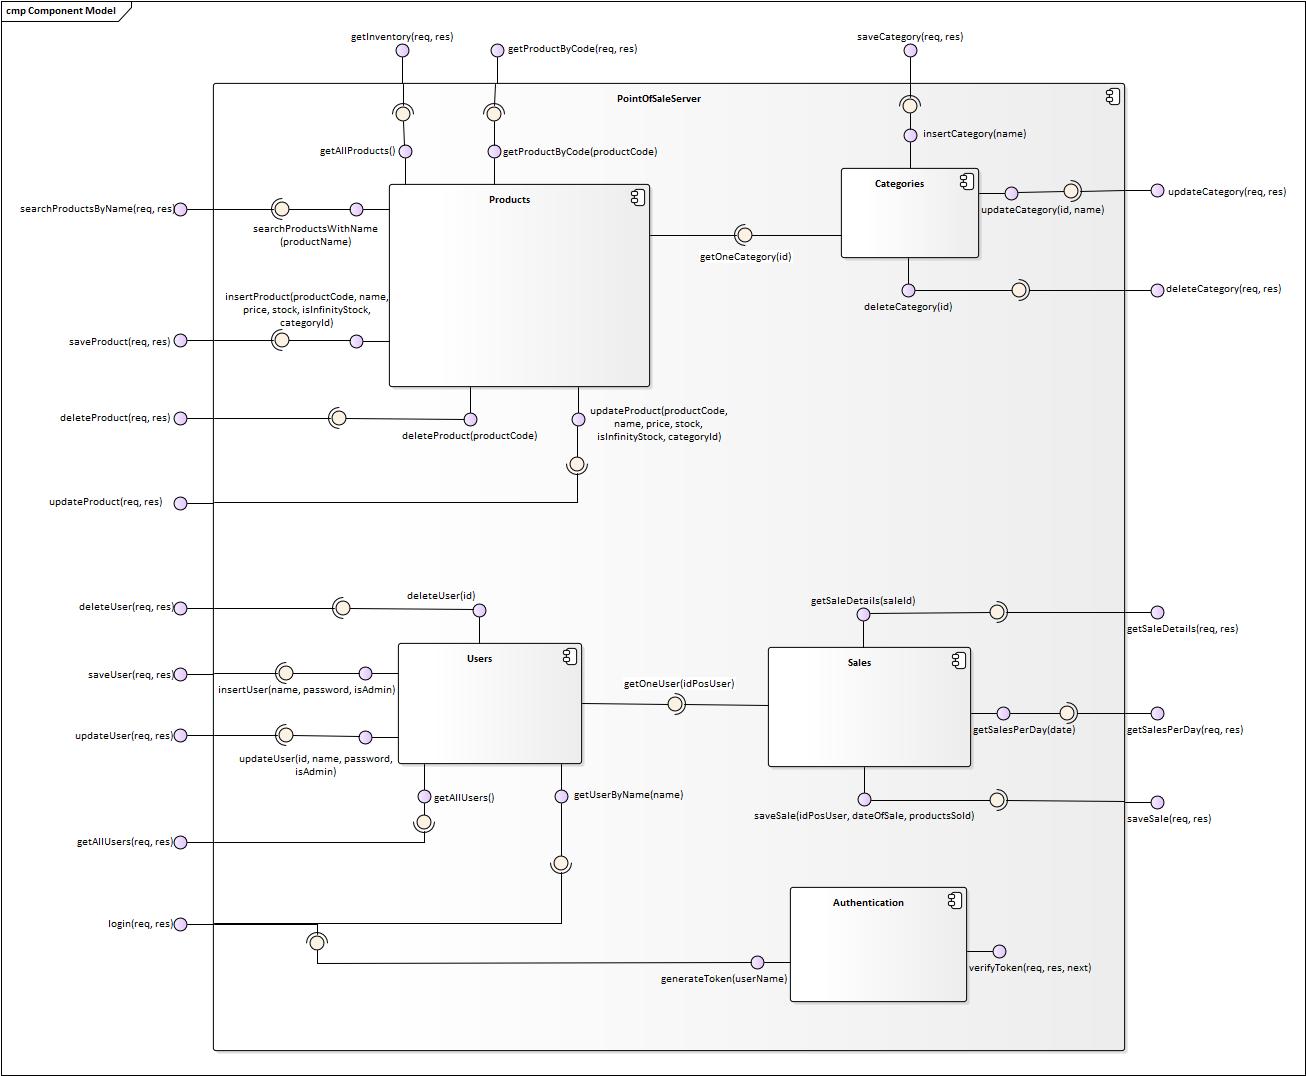 cmp Component Model
getInventory(req, res)
getProductByCode(req, res)
saveCategory(req, res)
PointOfSaleServer
insertCategory(name)
getAllProducts()
getProductByCode(productCode)
Categories
Products
updateCategory(req, res)
updateCategory(id, name)
searchProductsByName(req, res)
searchProductsWithName
(productName)
getOneCategory(id)
deleteCategory(req, res)
deleteCategory(id)
insertProduct(productCode, name,
price, stock, isInfinityStock,
categoryId)
saveProduct(req, res)
deleteProduct(req, res)
deleteProduct(productCode)
updateProduct(productCode,
name, price, stock,
isInfinityStock, categoryId)
updateProduct(req, res)
deleteUser(req, res)
deleteUser(id)
getSaleDetails(saleId)
getSaleDetails(req, res)
Users
Sales
saveUser(req, res)
insertUser(name, password, isAdmin)
getOneUser(idPosUser)
updateUser(req, res)
updateUser(id, name, password,
isAdmin)
getSalesPerDay(date)
getSalesPerDay(req, res)
getAllUsers()
getUserByName(name)
saveSale(idPosUser, dateOfSale, productsSold)
saveSale(req, res)
getAllUsers(req, res)
Authentication
login(req, res)
generateToken(userName)
verifyToken(req, res, next)